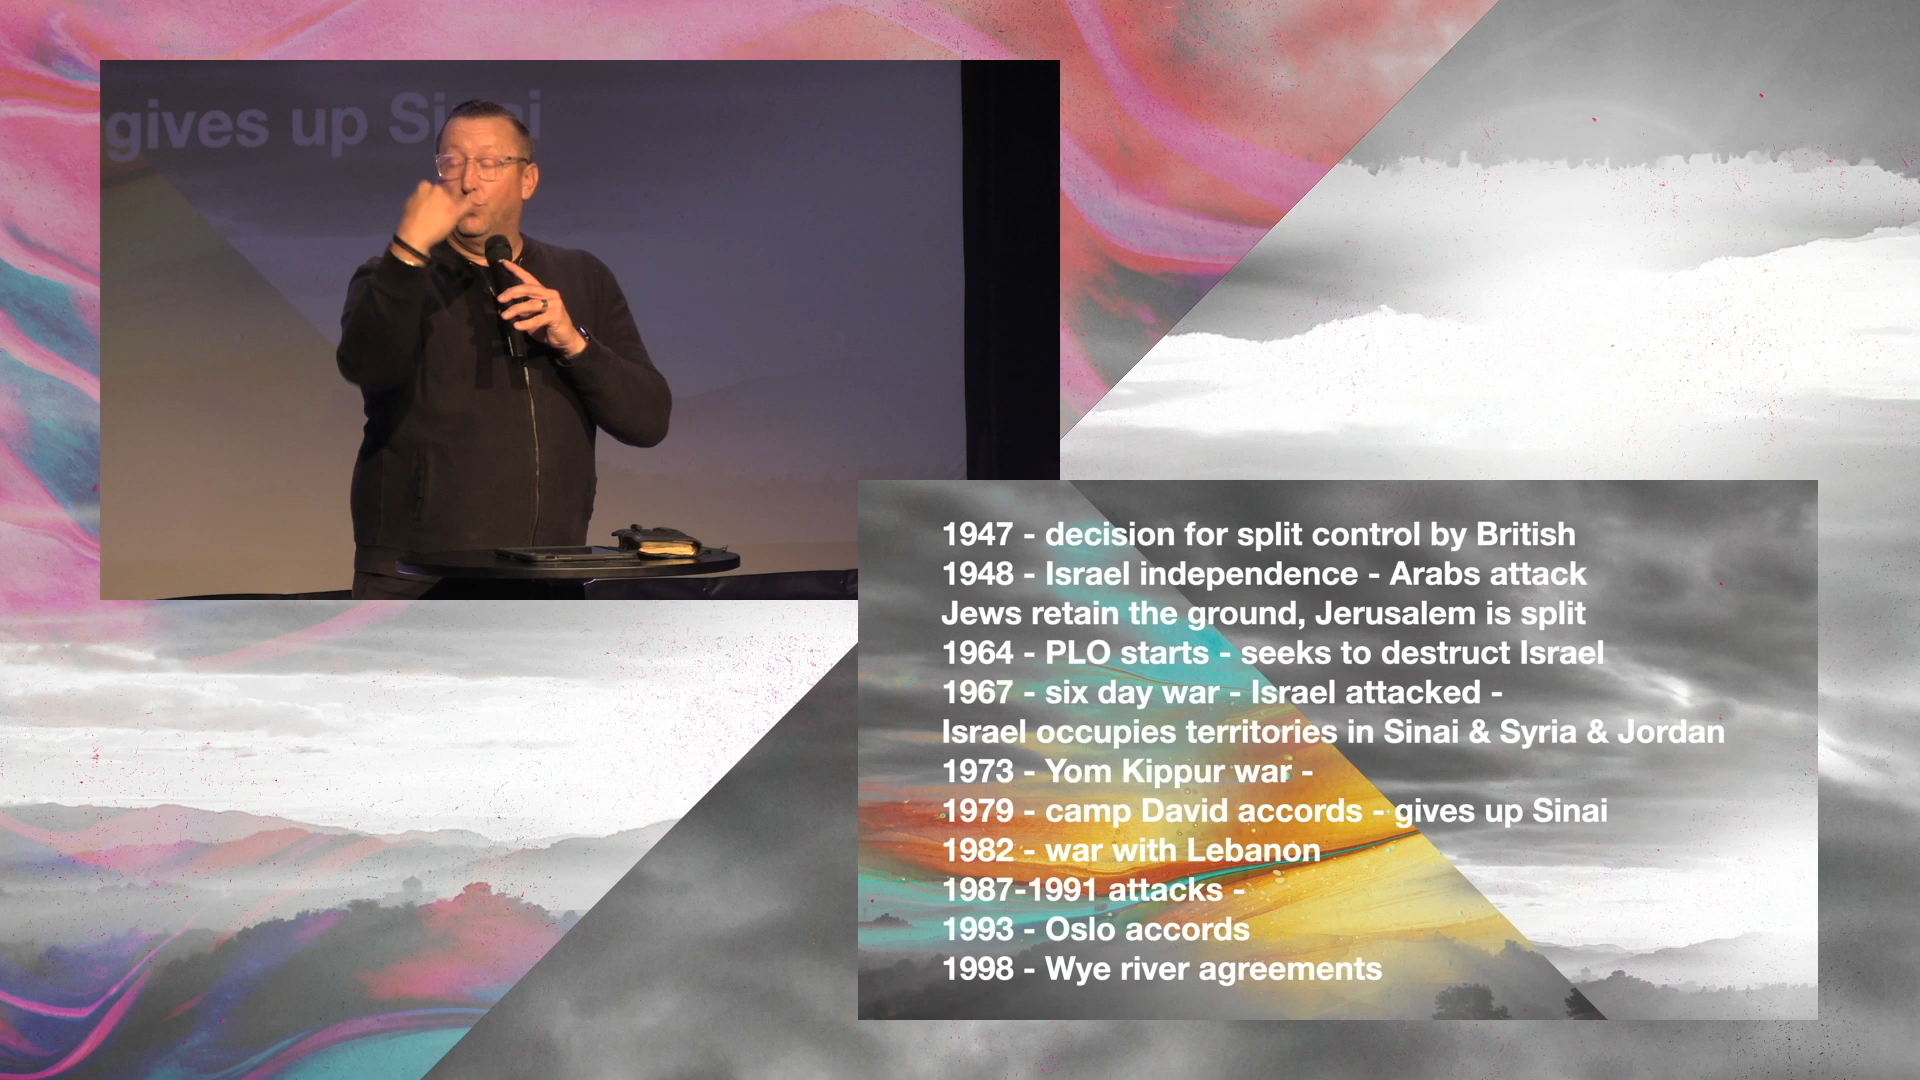 gives up Sinai
1947 - decision for split control by British
1948 - Israel independence - Arabs attack
Jews retain the ground, Jerusalem is split
1964 - PLO starts - seeks to destruct Israel
1967 - six day war - Israel attacked -
Israel occupies territories in Sinai & Syria & Jordan
1973 - Yom Kippur war -
1979 - camp David accords - gives up Sinai
1982 - war with Lebanon
1987-1991 attacks -
1993 - Oslo accords
1998 - Wye river agreements